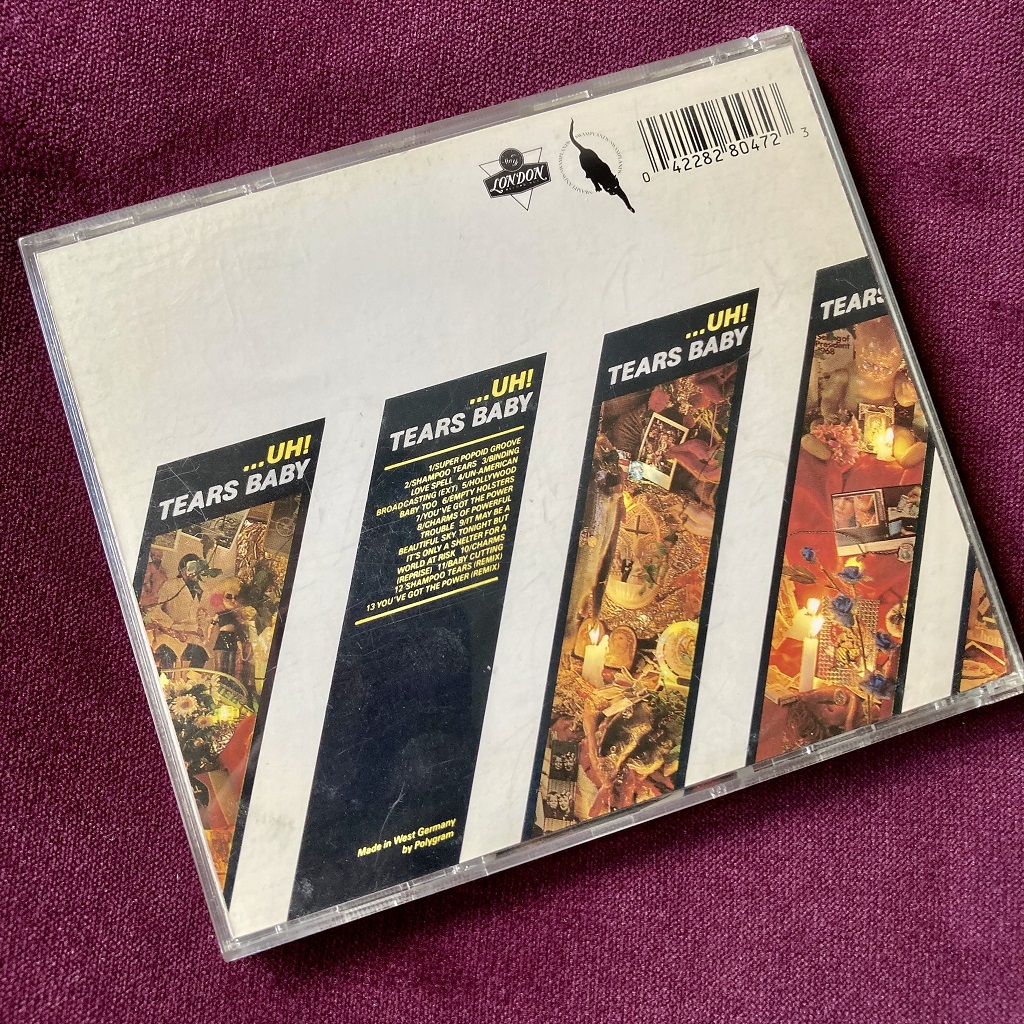 LONDON
0 42282 80472 3
...UH!
TEARS BABY
...UH!
TEARS BABY
1/SUPER POPOID GROOVE
2/SHAMPOO TEARS 3/BINDING
LOVE SPELL 4/UN-AMERICAN
BROADCASTING (EXT) 5/HOLLYWOOD
BABY TOO 6/EMPTY HOLSTERS
7/YOU'VE GOT THE POWER
8/CHARMS OF POWERFUL
TROUBLE 9/IT MAY BE A
BEAUTIFUL SKY TONIGHT BUT
IT'S ONLY A SHELTER FOR A
WORLD AT RISK 10/CHARMS
(REPRISE) 11/BABY CUTTING
12 SHAMPOO TEARS (REMIX)
13 YOU'VE GOT THE POWER (REMIX)
Made in West Germany
by Polygram
...UH!
TEARS BABY
TEARS